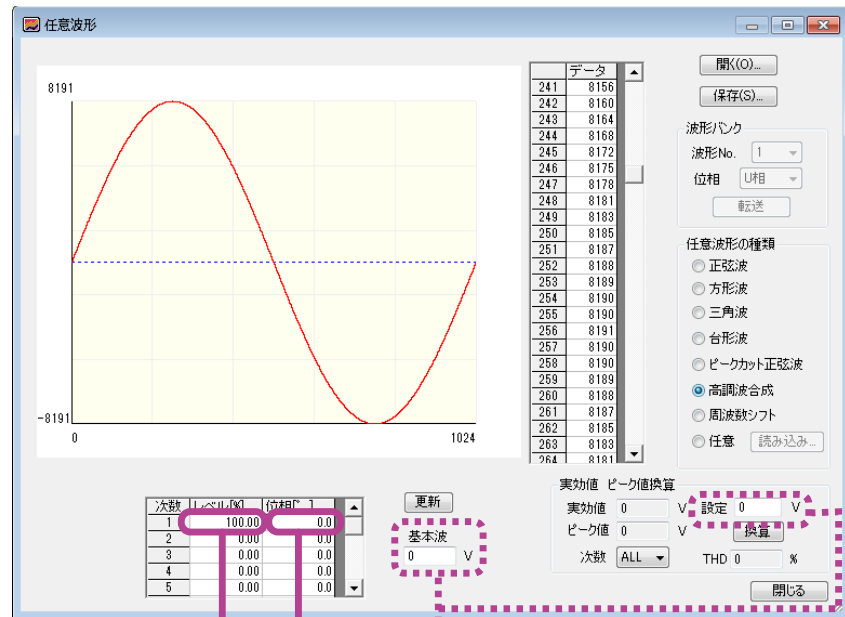 任意波形
8191
-8191
0
1024
データ
241 8156
242 8160
243 8164
244 8168
245 8172
246 8175
247 8178
248 8181
249 8183
250 8185
251 8187
252 8188
253 8189
254 8190
255 8190
256 8191
257 8190
258 8190
259 8189
260 8188
261 8187
262 8185
263 8183
264 8181
開く(O)...
保存(S)...
波形バンク
波形No. 1
位相 U相
転送
任意波形の種類
正弦波
方形波
三角波
台形波
ピークカット正弦波
高調波合成
周波数シフト
任意 読み込み...
次数 レベル[%] 位相[ ]
1 100.00 0.0
2 0.00 0.0
3 0.00 0.0
4 0.00 0.0
5 0.00 0.0
更新
基本波
0 V
実効値 ピーク値換算
実効値 0 V 設定 0 V
ピーク値 0 V 換算
次数 ALL THD 0 %
閉じる